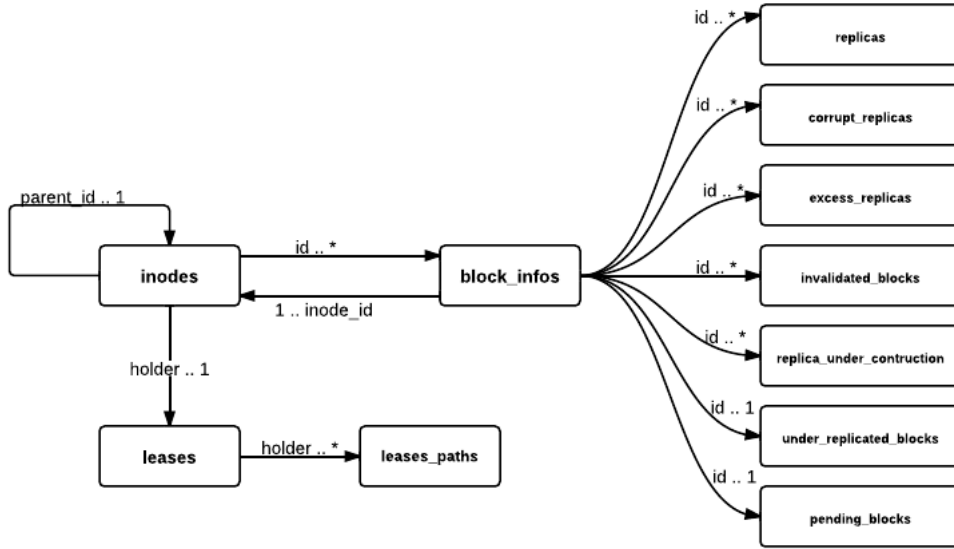 id .. *
replicas
id .. *
corrupt_replicas
id .. *
excess_replicas
parent_id .. 1
inodes
id .. *
block_infos
id .. *
invalidated_blocks
1 .. inode_id
id .. *
replica_under_contruction
holder .. 1
id .. 1
under_replicated_blocks
leases
holder .. *
leases_paths
id .. 1
pending_blocks